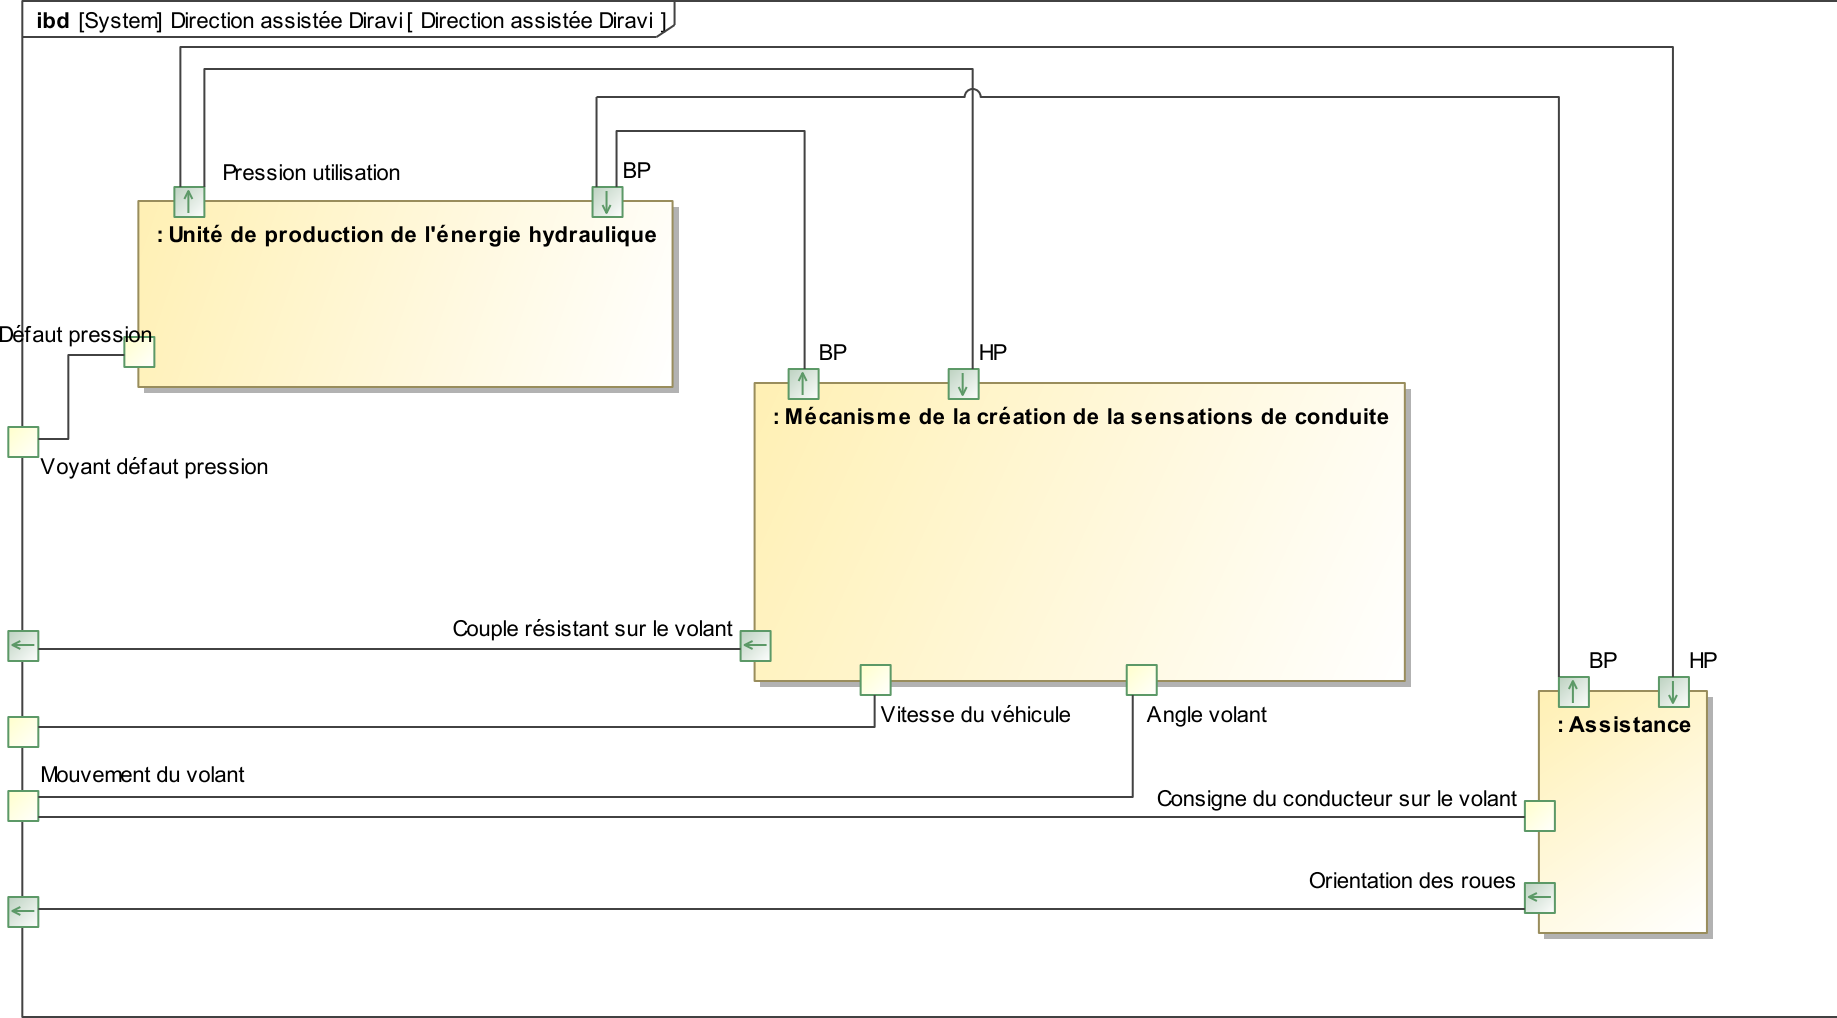 ibd [System] Direction assistée Diravi [ Direction assistée Diravi ]
Pression utilisation
BP
: Unité de production de l'énergie hydraulique
Défaut pression
BP
HP
: Mécanisme de la création de la sensations de conduite
Voyant défaut pression
Couple résistant sur le volant
BP
HP
Vitesse du véhicule
Angle volant
: Assistance
Mouvement du volant
Consigne du conducteur sur le volant
Orientation des roues